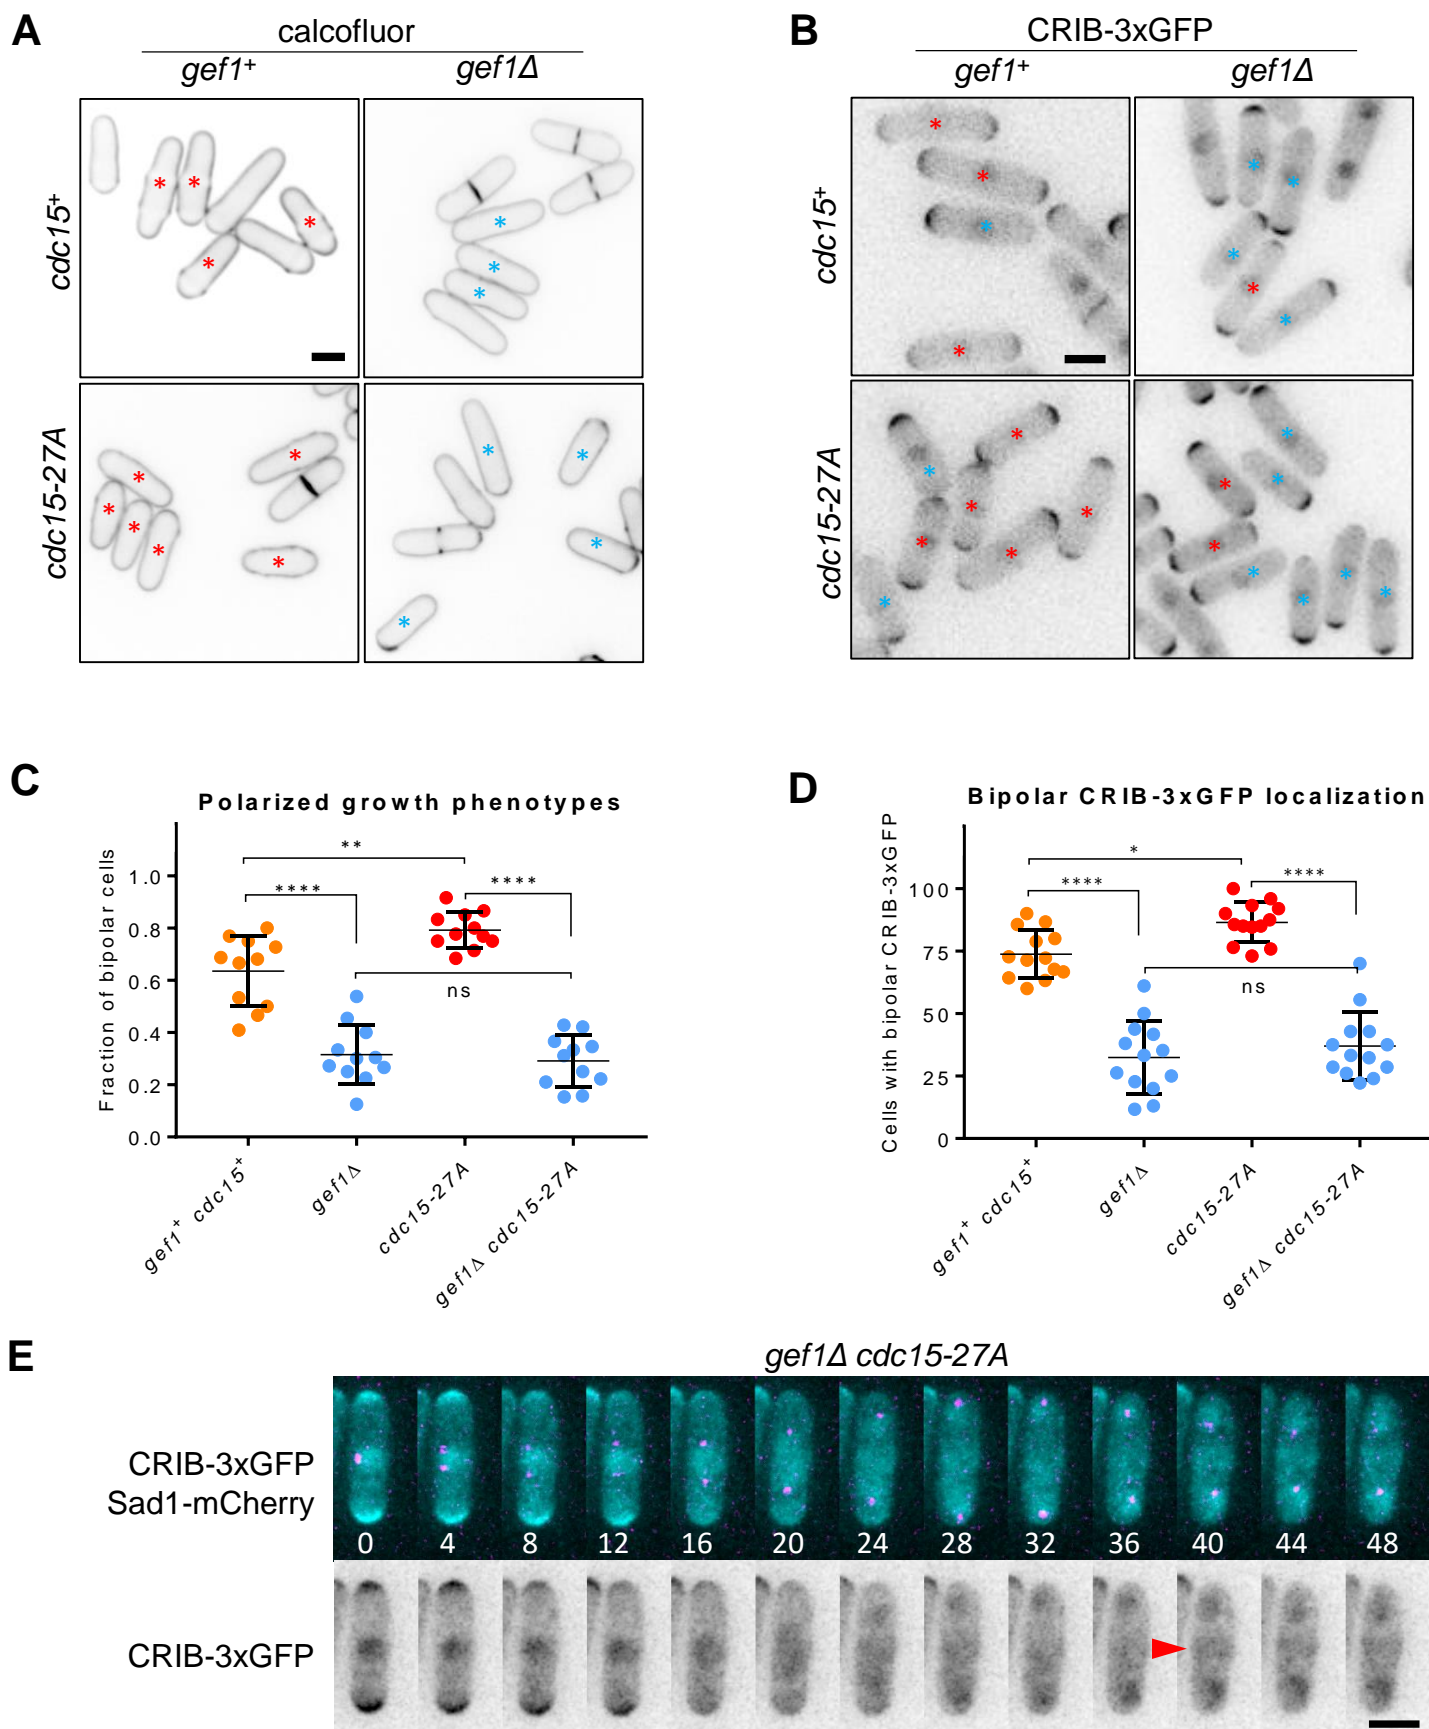 A
calcofluor
gef1+
gef1Δ
cdc15+
cdc15-27A
B
CRIB-3xGFP
gef1+
gef1Δ
cdc15+
cdc15-27A
C
Polarized growth phenotypes
Fraction of bipolar cells
1.0
0.8
0.6
0.4
0.2
0.0
**
****
****
ns
gef1+ cdc15+
gef1Δ
cdc15-27A
gef1Δ cdc15-27A
D
Bipolar CRIB-3xGFP localization
Cells with bipolar CRIB-3xGFP
100
75
50
25
0
*
****
****
ns
gef1+ cdc15+
gef1Δ
cdc15-27A
gef1Δ cdc15-27A
E
gef1Δ cdc15-27A
CRIB-3xGFP
Sad1-mCherry
0 4 8 12 16 20 24 28 32 36 40 44 48
CRIB-3xGFP